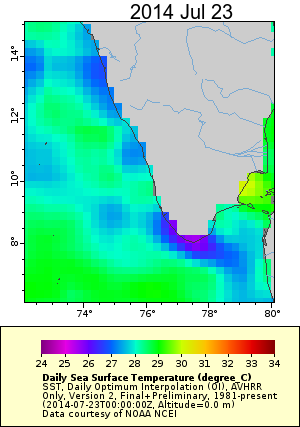 2014 Jul 23
14°
12°
10°
8°
74°
76°
78°
80°
24 25 26 27 28 29 30 31 32 33 34
Daily Sea Surface Temperature (degree_C)
SST, Daily Optimum Interpolation (OI), AVHRR
Only, Version 2, Final+Preliminary, 1981-present
(2014-07-23T00:00:00Z, Altitude=0.0 m)
Data courtesy of NOAA NCEI